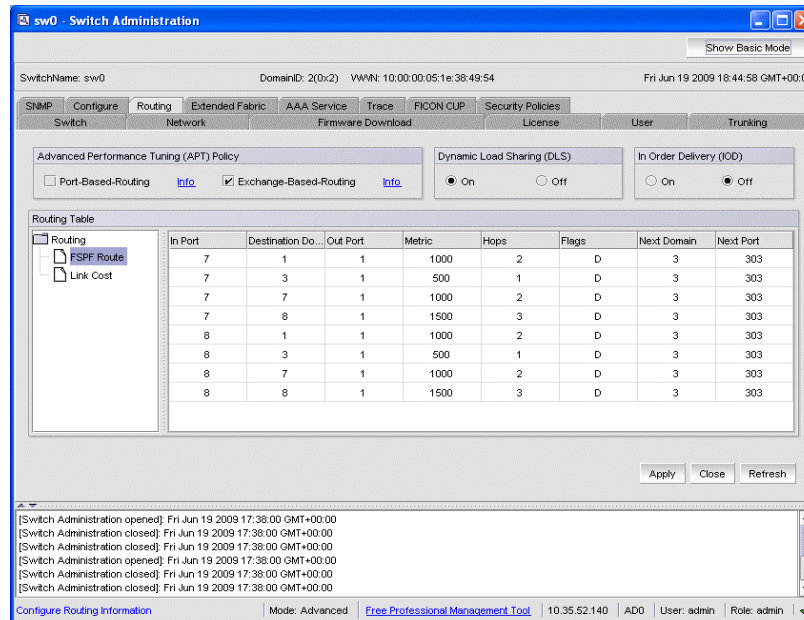 sw0 - Switch Administration
Show Basic Mode
SwitchName: sw0 DomainID: 2(0x2) WWN: 10:00:00:05:1e:38:49:54 Fri Jun 19 2009 18:44:58 GMT+00:
SNMP Configure Routing Extended Fabric AAA Service Trace FICON CUP Security Policies
Switch Network Firmware Download License User Trunking
Advanced Performance Tuning (APT) Policy Dynamic Load Sharing (DLS) In Order Delivery (IOD)
Port-Based-Routing Info Exchange-Based-Routing Info On Off On Off
Routing Table
Routing
FSPF Route
Link Cost
In Port Destination Do... Out Port Metric Hops Flags Next Domain Next Port
7 1 1 1000 2 D 3 303
7 3 1 500 1 D 3 303
7 7 1 1000 2 D 3 303
7 8 1 1500 3 D 3 303
8 1 1 1000 2 D 3 303
8 3 1 500 1 D 3 303
8 7 1 1000 2 D 3 303
8 8 1 1500 3 D 3 303
Apply Close Refresh
[Switch Administration opened]: Fri Jun 19 2009 17:38:00 GMT+00:00
[Switch Administration closed]: Fri Jun 19 2009 17:38:00 GMT+00:00
[Switch Administration closed]: Fri Jun 19 2009 17:38:00 GMT+00:00
[Switch Administration opened]: Fri Jun 19 2009 17:38:00 GMT+00:00
[Switch Administration closed]: Fri Jun 19 2009 17:38:00 GMT+00:00
[Switch Administration closed]: Fri Jun 19 2009 17:38:00 GMT+00:00
Configure Routing Information Mode: Advanced Free Professional Management Tool 10.35.52.140 AD0 User: admin Role: admin